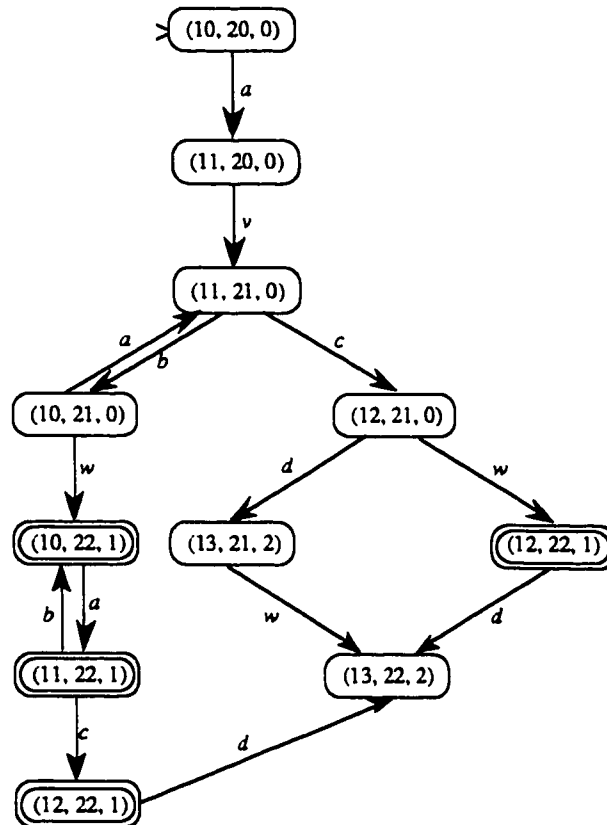 (10, 20, 0)
a
(11, 20, 0)
v
(11, 21, 0)
a
b
c
(10, 21, 0)
(12, 21, 0)
w
d
w
(10, 22, 1)
(13, 21, 2)
(12, 22, 1)
b
a
w
d
(11, 22, 1)
(13, 22, 2)
c
d
(12, 22, 1)